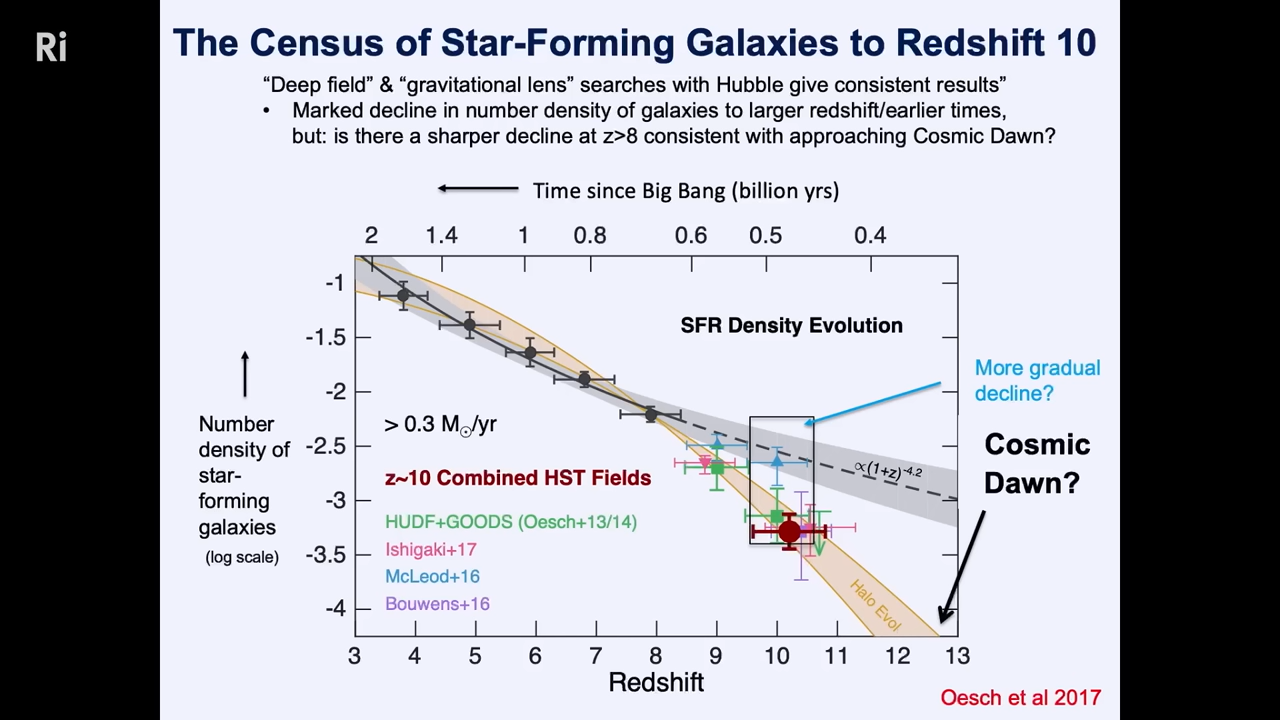 Ri
The Census of Star-Forming Galaxies to Redshift 10
“Deep field” & “gravitational lens” searches with Hubble give consistent results”
• Marked decline in number density of galaxies to larger redshift/earlier times,
but: is there a sharper decline at z>8 consistent with approaching Cosmic Dawn?
Time since Big Bang (billion yrs)
2 1.4 1 0.8 0.6 0.5 0.4
-1
-1.5
-2
-2.5
-3
-3.5
-4
SFR Density Evolution
More gradual
decline?
Number
density of
star-
forming
galaxies
(log scale)
> 0.3 M☉/yr
z~10 Combined HST Fields
HUDF+GOODS (Oesch+13/14)
Ishigaki+17
McLeod+16
Bouwens+16
∝(1+z)^-4.2
Cosmic
Dawn?
Halo Evol
3 4 5 6 7 8 9 10 11 12 13
Redshift
Oesch et al 2017